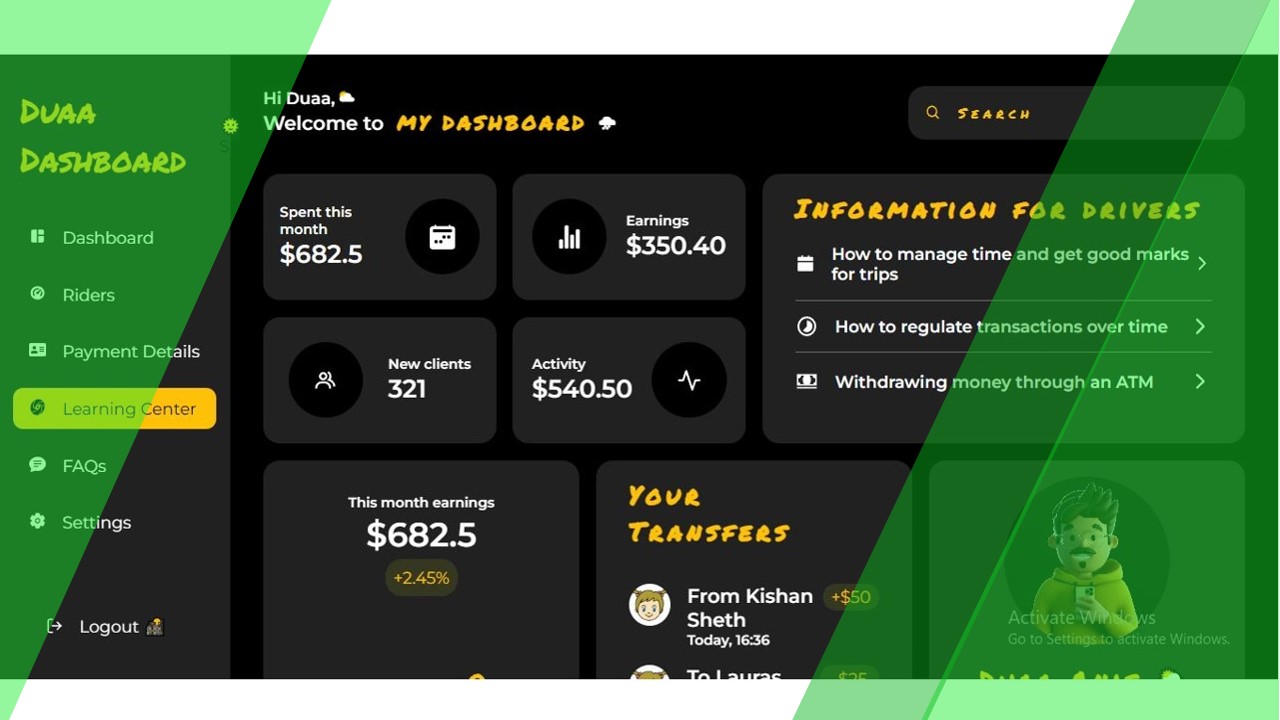 Duaa
Dashboard
Dashboard
Riders
Payment Details
Learning Center
FAQs
Settings
Logout
Hi Duaa,
Welcome to MY DASHBOARD
Search
Spent this
month
$682.5
Earnings
$350.40
New clients
321
Activity
$540.50
Information for drivers
How to manage time and get good marks
for trips
How to regulate transactions over time
Withdrawing money through an ATM
This month earnings
$682.5
+2.45%
Your
Transfers
From Kishan
Sheth
+$50
Today, 16:36
To Lauras
$25
Activate Windows
Go to Settings to activate Windows.